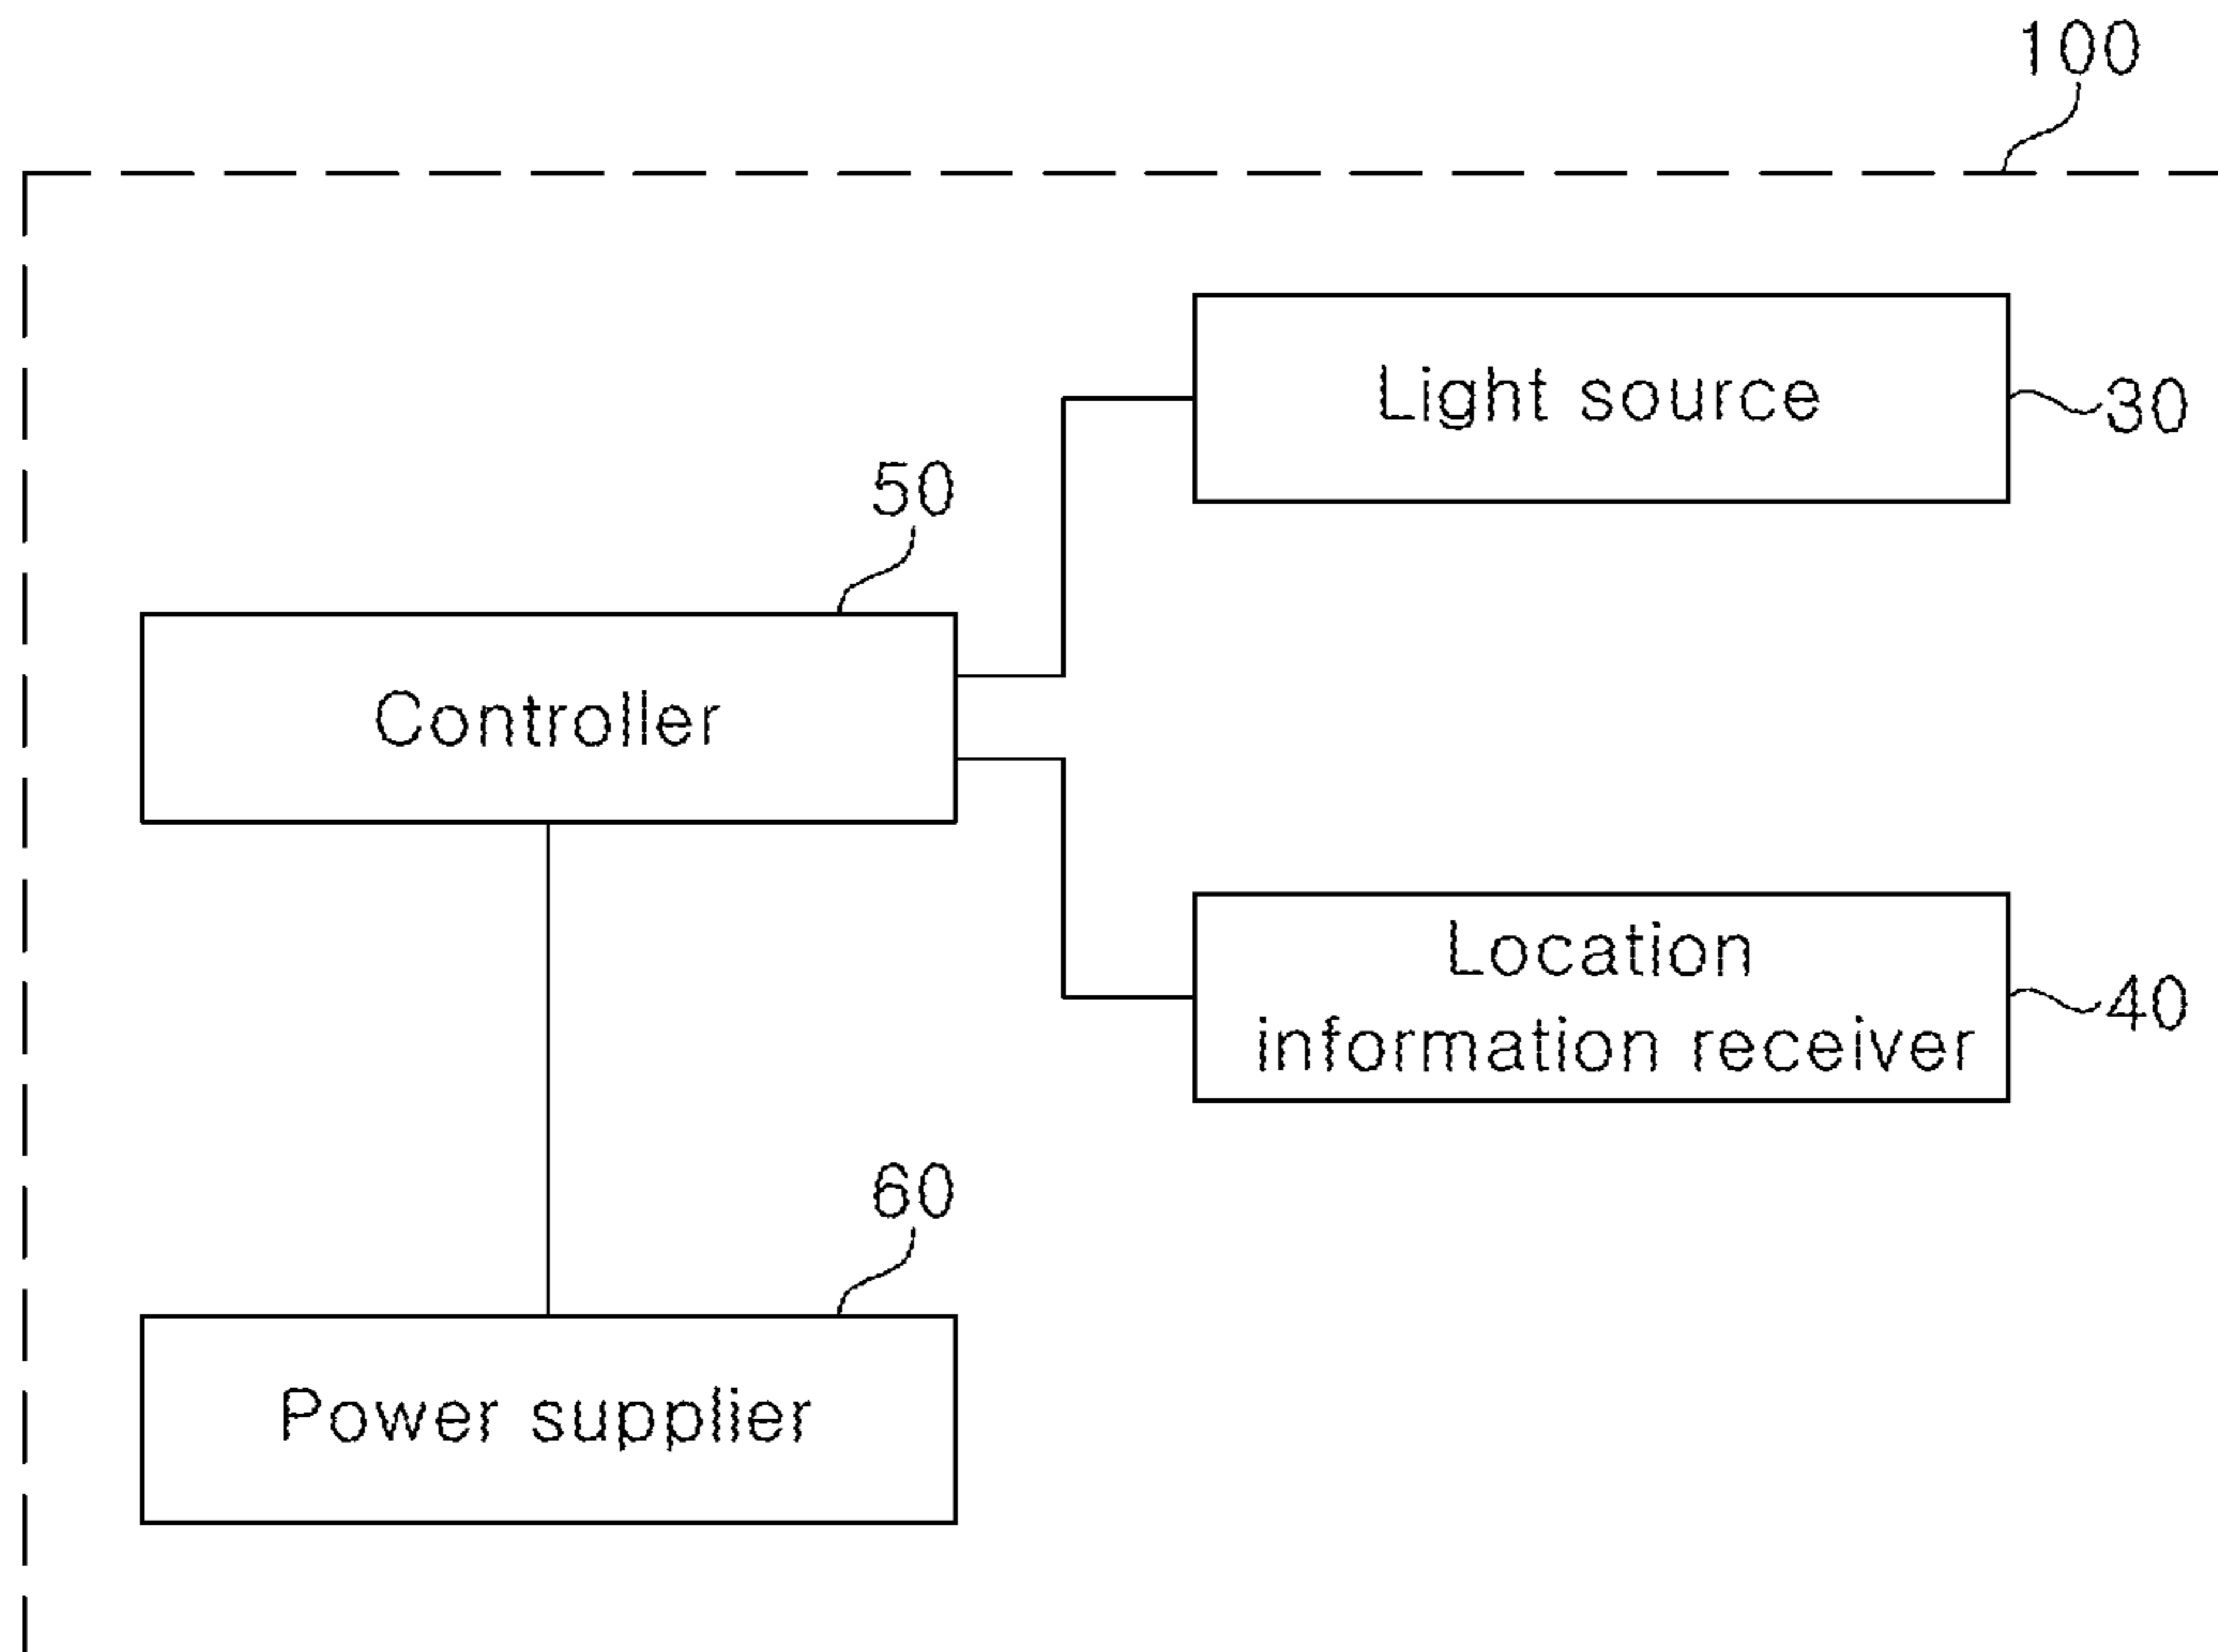 100
Light source
30
50
Controller
Location
information receiver
40
60
Power supplier